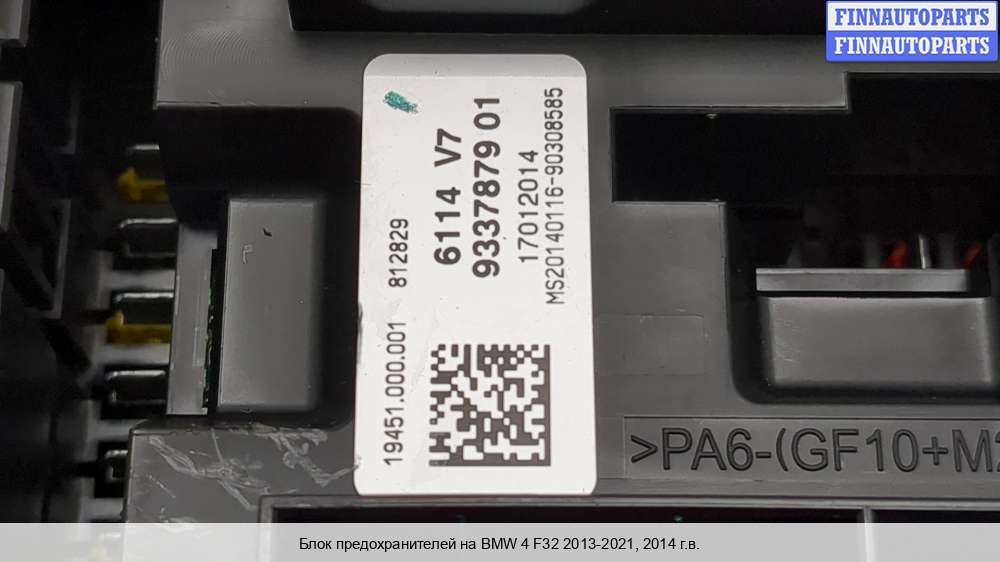 FINNAUTOPARTS
FINNAUTOPARTS
19451.000.001 812829
6114 V7
9337879 01
17012014
MS20140116-90308585
>PA6-(GF10+M2
Блок предохранителей на BMW 4 F32 2013-2021, 2014 г.в.